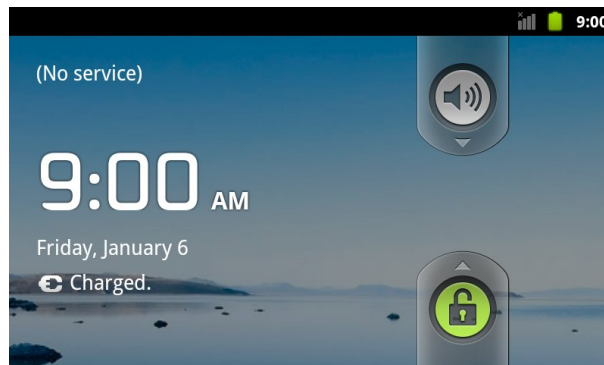 9:00
(No service)
9:00 AM
Friday, January 6
Charged.